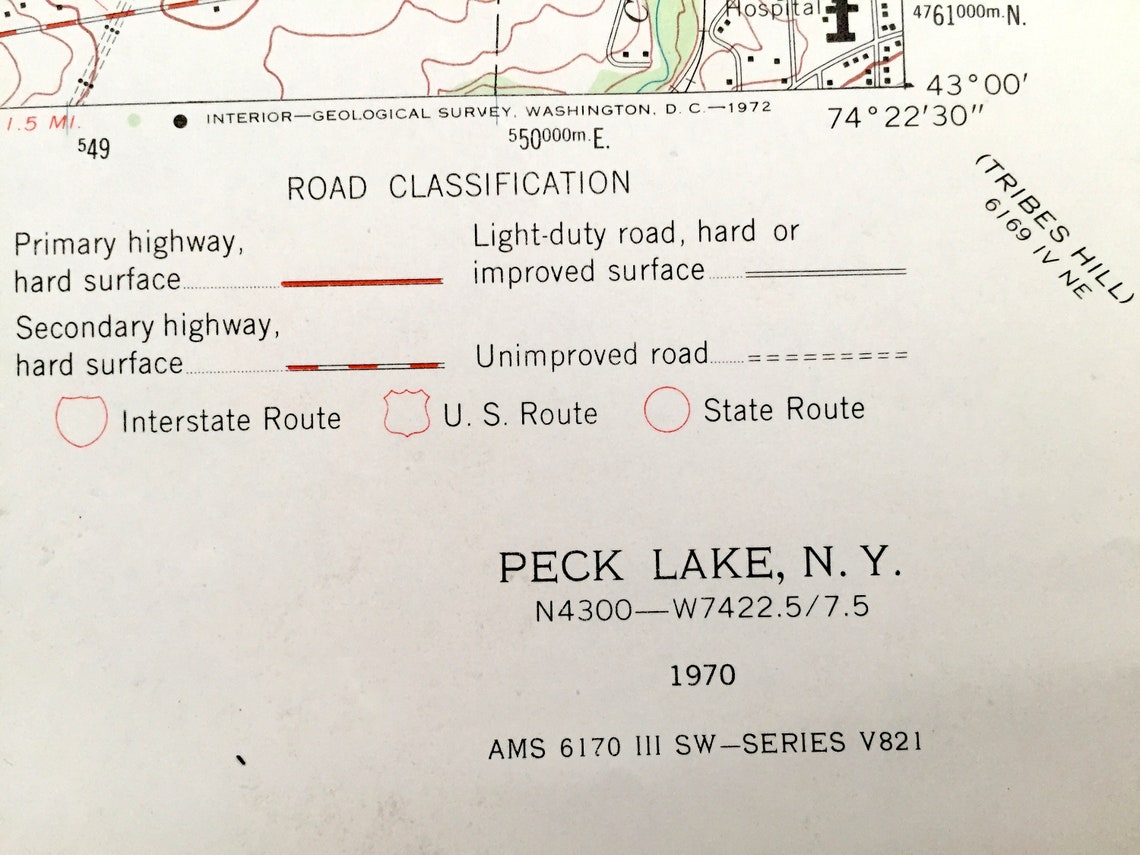 Hospital
4761000m.N.
43°00'
1.5 MI.
INTERIOR—GEOLOGICAL SURVEY, WASHINGTON, D. C.—1972
74°22'30"
549
550000m.E.
(TRIBES HILL)
6169 IV NE
ROAD CLASSIFICATION
Primary highway,
hard surface
Light-duty road, hard or
improved surface
Secondary highway,
hard surface
Unimproved road
Interstate Route
U. S. Route
State Route
PECK LAKE, N. Y.
N4300—W7422.5/7.5
1970
AMS 6170 III SW—SERIES V821